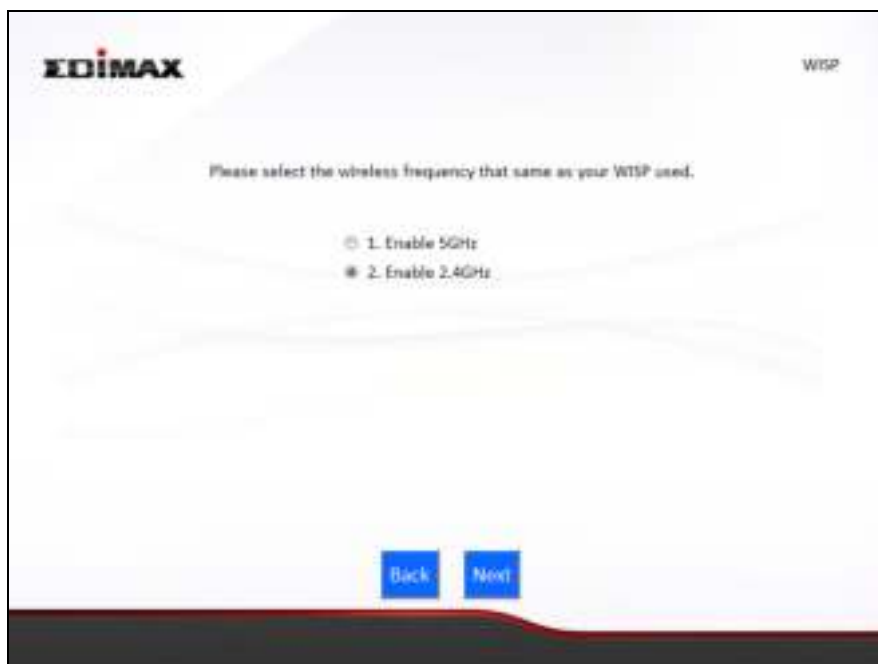 EDIMAX
WISP
Please select the wireless frequency that same as your WISP used.
1. Enable 5GHz
2. Enable 2.4GHz
Back
Next